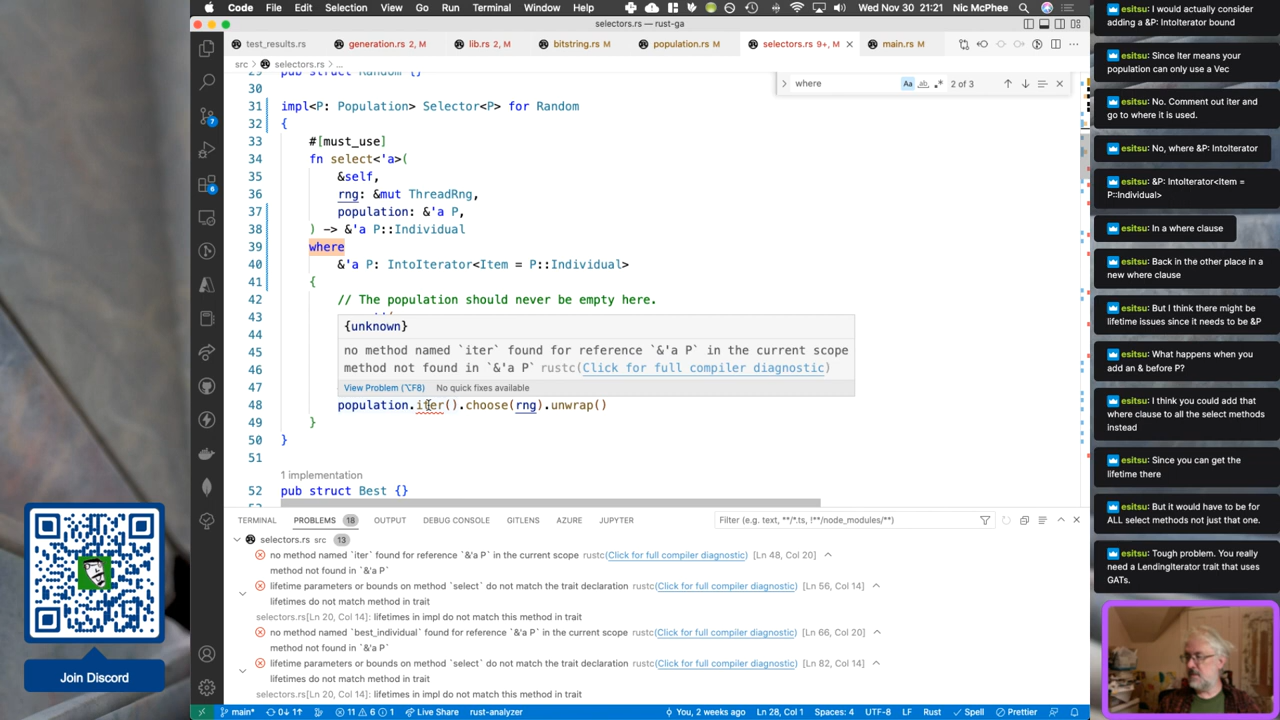 Code File Edit Selection View Go Run Terminal Window Help
Wed Nov 30 21:21 Nic McPhee
selectors.rs — rust-ga
test_results.rs
generation.rs 2, M
lib.rs 2, M
bitstring.rs M
population.rs M
selectors.rs 9+, M
main.rs M
src > selectors.rs > ...
where
Aa ab .* 2 of 3
29 pub struct Random {}
30
31 impl<P: Population> Selector<P> for Random
32 {
33 #[must_use]
34 fn select<'a>(
35 &self,
36 rng: &mut ThreadRng,
37 population: &'a P,
38 ) -> &'a P::Individual
39 where
40 &'a P: IntoIterator<Item = P::Individual>
41 {
42 // The population should never be empty here.
43
44
45
46
47
{unknown}
no method named `iter` found for reference `&'a P` in the current scope
method not found in `&'a P` rustc(Click for full compiler diagnostic)
View Problem (⌥F8) No quick fixes available
48 population.iter().choose(rng).unwrap()
49 }
50 }
51
1 implementation
52 pub struct Best {}
TERMINAL PROBLEMS 18 OUTPUT DEBUG CONSOLE GITLENS AZURE JUPYTER
Filter (e.g. text, **/*.ts, !**/node_modules/**)
selectors.rs src 13
no method named `iter` found for reference `&'a P` in the current scope rustc(Click for full compiler diagnostic) [Ln 48, Col 20]
method not found in `&'a P`
lifetime parameters or bounds on method `select` do not match the trait declaration rustc(Click for full compiler diagnostic) [Ln 56, Col 14]
lifetimes do not match method in trait
selectors.rs[Ln 20, Col 14]: lifetimes in impl do not match this method in trait
no method named `best_individual` found for reference `&'a P` in the current scope rustc(Click for full compiler diagnostic) [Ln 66, Col 20]
method not found in `&'a P`
lifetime parameters or bounds on method `select` do not match the trait declaration rustc(Click for full compiler diagnostic) [Ln 82, Col 14]
lifetimes do not match method in trait
selectors.rs[Ln 20, Col 14]: lifetimes in impl do not match this method in trait
main* 0↓ 1↑ 11 6 1 Live Share rust-analyzer
You, 2 weeks ago Ln 28, Col 1 Spaces: 4 UTF-8 LF Rust Spell Prettier
7
6
Join Discord
esitsu: I would actually consider
adding a &P: IntoIterator bound
esitsu: Since Iter means your
population can only use a Vec
esitsu: No. Comment out iter and
go to where it is used.
esitsu: No, where &P: IntoIterator
esitsu: &P: IntoIterator<Item =
P::Individual>
esitsu: In a where clause
esitsu: Back in the other place in a
new where clause
esitsu: But I think there might be
lifetime issues since it needs to be &P
esitsu: What happens when you
add an & before P?
esitsu: I think you could add that
where clause to all the select methods
instead
esitsu: Since you can get the
lifetime there
esitsu: But it would have to be for
ALL select methods not just that one.
esitsu: Tough problem. You really
need a LendingIterator trait that uses
GATs.